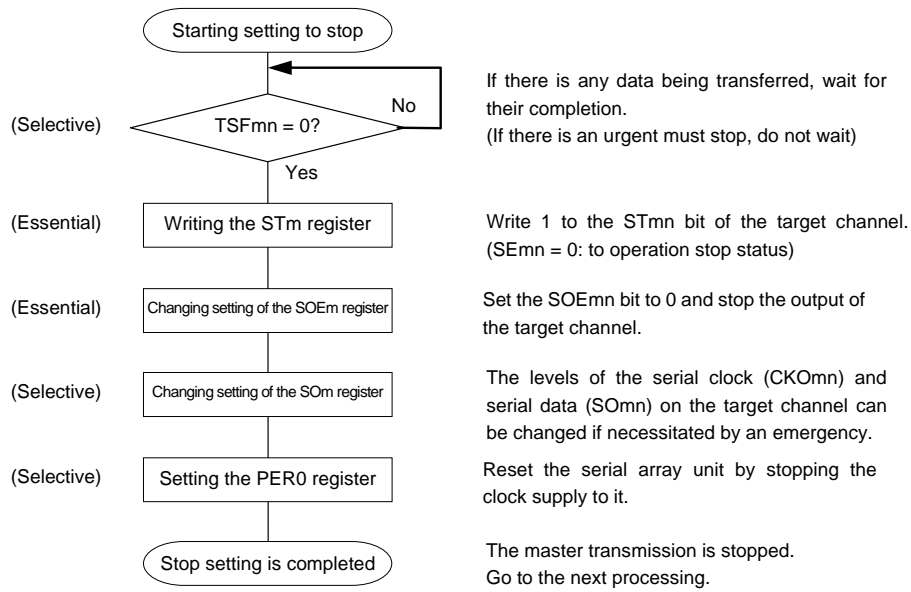 Starting setting to stop
No
If there is any data being transferred, wait for
their completion.
(If there is an urgent must stop, do not wait)
(Selective)
TSFmn = 0?
Yes
(Essential)
Writing the STm register
Write 1 to the STmn bit of the target channel.
(SEmn = 0: to operation stop status)
(Essential)
Changing setting of the SOEm register
Set the SOEmn bit to 0 and stop the output of
the target channel.
(Selective)
Changing setting of the SOm register
The levels of the serial clock (CKOmn) and
serial data (SOmn) on the target channel can
be changed if necessitated by an emergency.
(Selective)
Setting the PER0 register
Reset the serial array unit by stopping the
clock supply to it.
Stop setting is completed
The master transmission is stopped.
Go to the next processing.